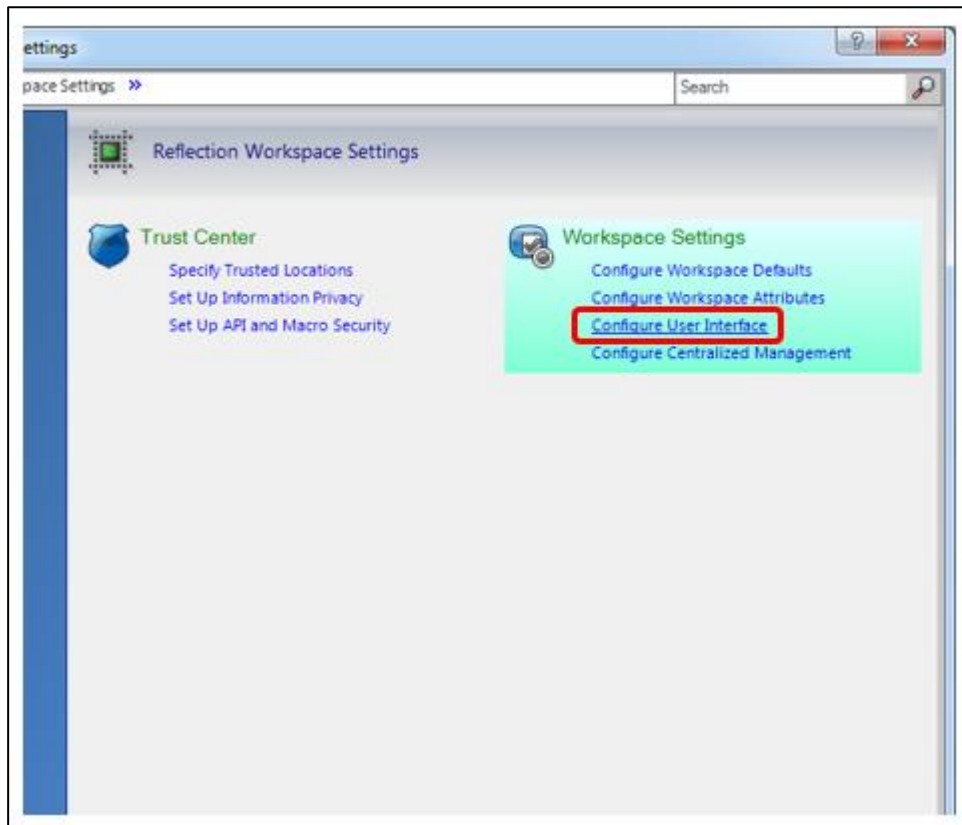 ettings
pace Settings »
Search
Reflection Workspace Settings
Trust Center
Specify Trusted Locations
Set Up Information Privacy
Set Up API and Macro Security
Workspace Settings
Configure Workspace Defaults
Configure Workspace Attributes
Configure User Interface
Configure Centralized Management